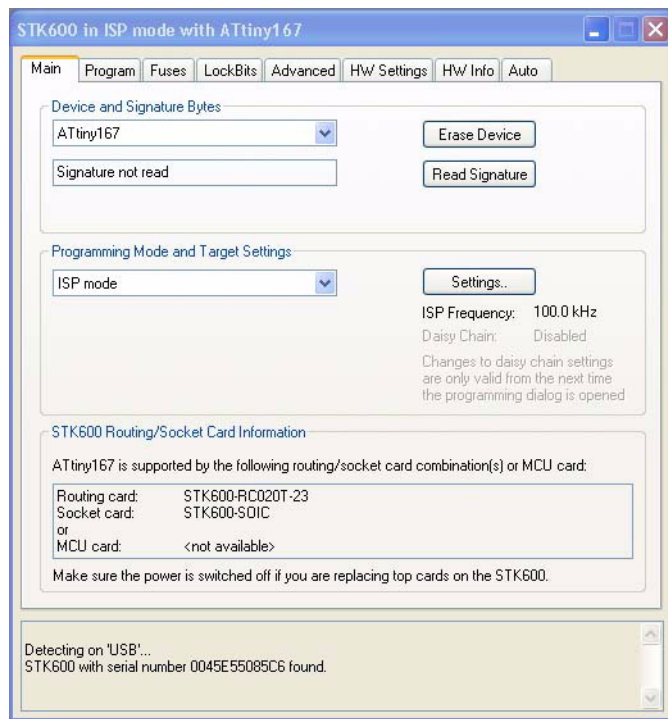 STK600 in ISP mode with ATtiny167
Main Program Fuses LockBits Advanced HW Settings HW Info Auto
Device and Signature Bytes
ATtiny167 Erase Device
Signature not read Read Signature
Programming Mode and Target Settings
ISP mode Settings..
ISP Frequency: 100.0 kHz
Daisy Chain: Disabled
Changes to daisy chain settings
are only valid from the next time
the programming dialog is opened
STK600 Routing/Socket Card Information
ATtiny167 is supported by the following routing/socket card combination(s) or MCU card:
Routing card: STK600-RC020T-23
Socket card: STK600-SOIC
or
MCU card: <not available>
Make sure the power is switched off if you are replacing top cards on the STK600.
Detecting on 'USB'...
STK600 with serial number 0045E55085C6 found.